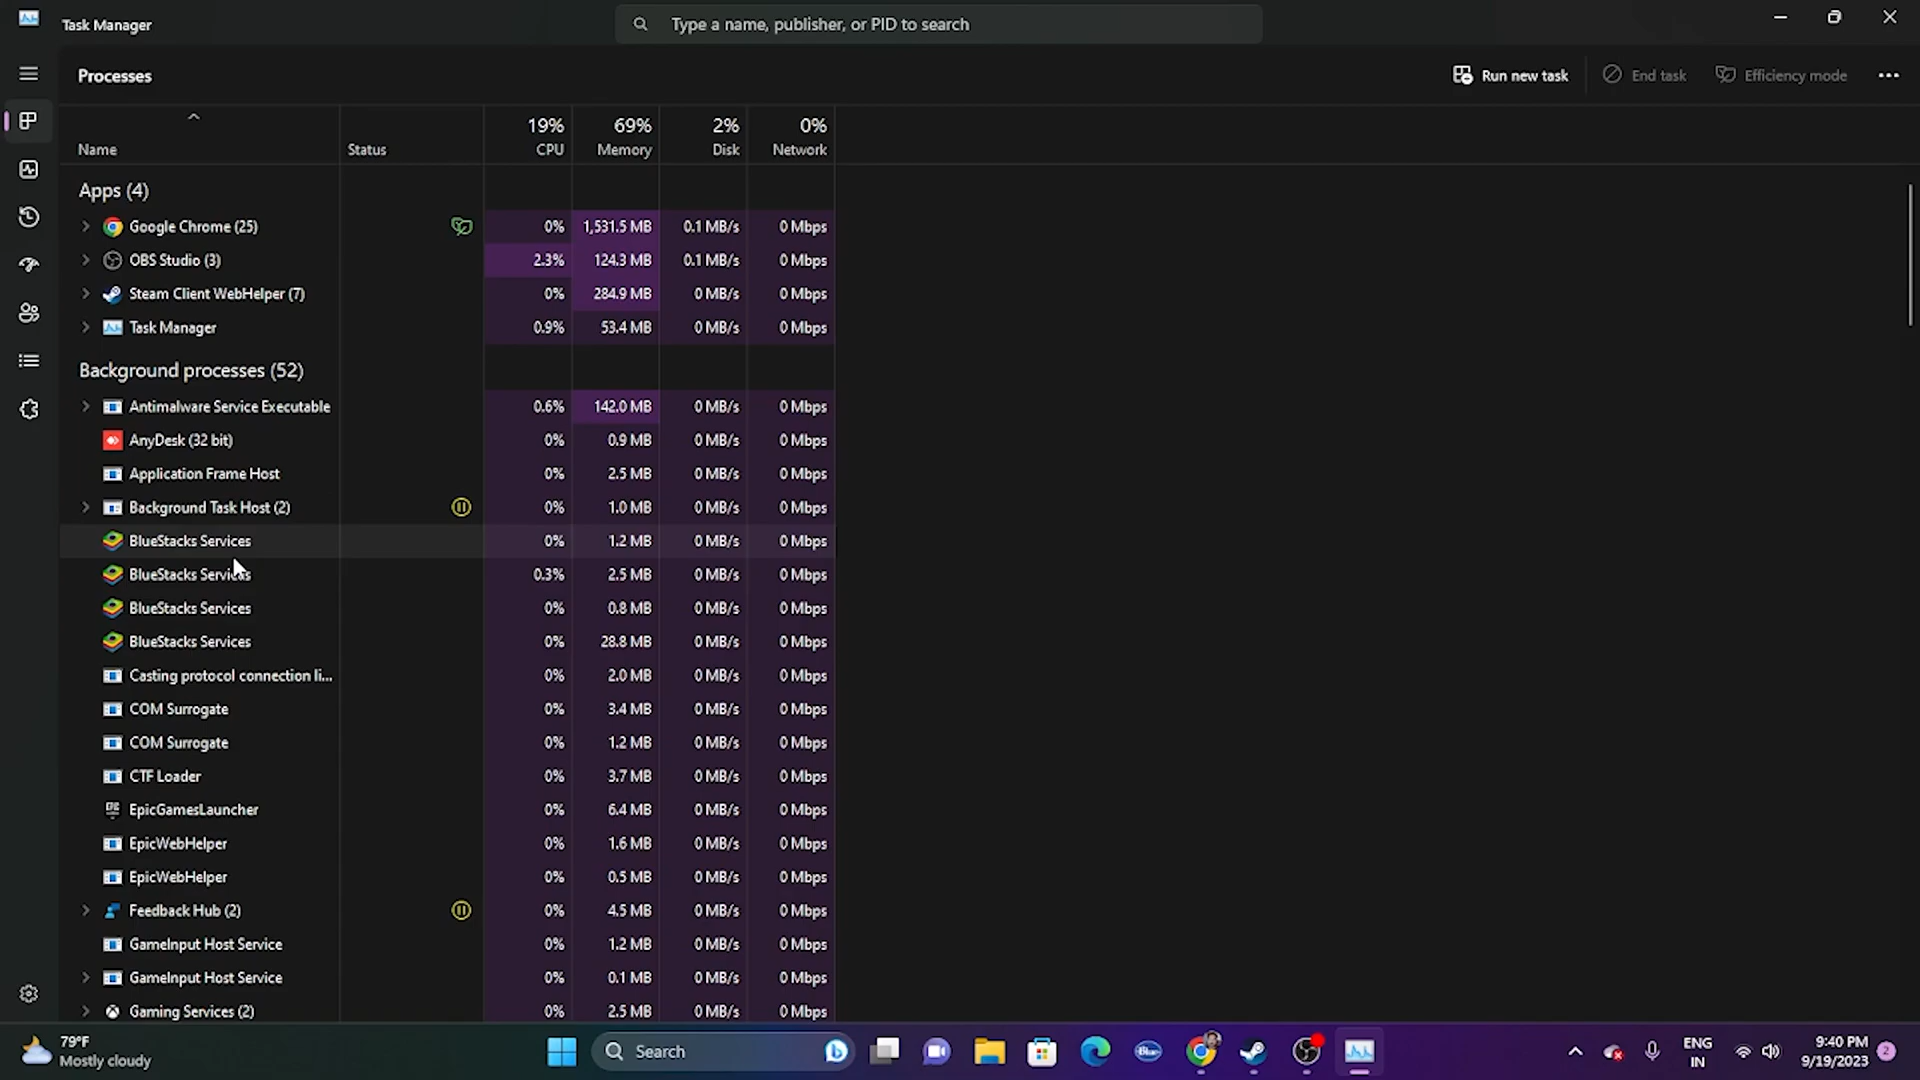 Task Manager
Type a name, publisher, or PID to search
Processes
Run new task
End task
Efficiency mode
19% 69% 2% 0%
Name Status CPU Memory Disk Network
Apps (4)
Google Chrome (25) 0% 1,531.5 MB 0.1 MB/s 0 Mbps
OBS Studio (3) 2.3% 124.3 MB 0.1 MB/s 0 Mbps
Steam Client WebHelper (7) 0% 284.9 MB 0 MB/s 0 Mbps
Task Manager 0.9% 53.4 MB 0 MB/s 0 Mbps
Background processes (52)
Antimalware Service Executable 0.6% 142.0 MB 0 MB/s 0 Mbps
AnyDesk (32 bit) 0% 0.9 MB 0 MB/s 0 Mbps
Application Frame Host 0% 2.5 MB 0 MB/s 0 Mbps
Background Task Host (2) 0% 1.0 MB 0 MB/s 0 Mbps
BlueStacks Services 0% 1.2 MB 0 MB/s 0 Mbps
BlueStacks Services 0.3% 2.5 MB 0 MB/s 0 Mbps
BlueStacks Services 0% 0.8 MB 0 MB/s 0 Mbps
BlueStacks Services 0% 28.8 MB 0 MB/s 0 Mbps
Casting protocol connection li... 0% 2.0 MB 0 MB/s 0 Mbps
COM Surrogate 0% 3.4 MB 0 MB/s 0 Mbps
COM Surrogate 0% 1.2 MB 0 MB/s 0 Mbps
CTF Loader 0% 3.7 MB 0 MB/s 0 Mbps
EpicGamesLauncher 0% 6.4 MB 0 MB/s 0 Mbps
EpicWebHelper 0% 1.6 MB 0 MB/s 0 Mbps
EpicWebHelper 0% 0.5 MB 0 MB/s 0 Mbps
Feedback Hub (2) 0% 4.5 MB 0 MB/s 0 Mbps
GameInput Host Service 0% 1.2 MB 0 MB/s 0 Mbps
GameInput Host Service 0% 0.1 MB 0 MB/s 0 Mbps
Gaming Services (2) 0% 2.5 MB 0 MB/s 0 Mbps
79°F
Mostly cloudy
Search
Blue
ENG
IN
9:40 PM
9/19/2023
2